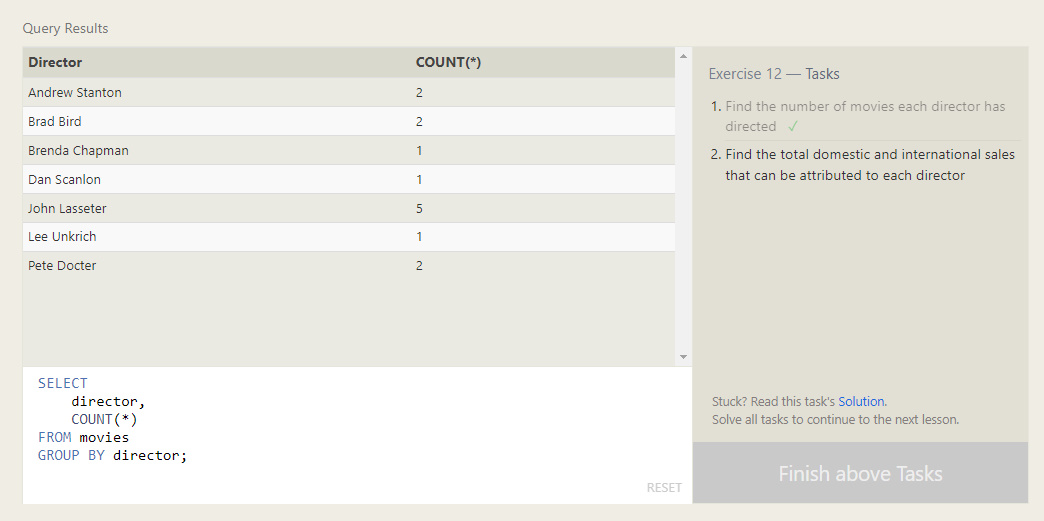 Query Results
Director COUNT(*)
Andrew Stanton 2
Brad Bird 2
Brenda Chapman 1
Dan Scanlon 1
John Lasseter 5
Lee Unkrich 1
Pete Docter 2
SELECT
    director,
    COUNT(*)
FROM movies
GROUP BY director;
RESET
Exercise 12 — Tasks
1. Find the number of movies each director has
directed ✓
2. Find the total domestic and international sales
that can be attributed to each director
Stuck? Read this task's Solution.
Solve all tasks to continue to the next lesson.
Finish above Tasks